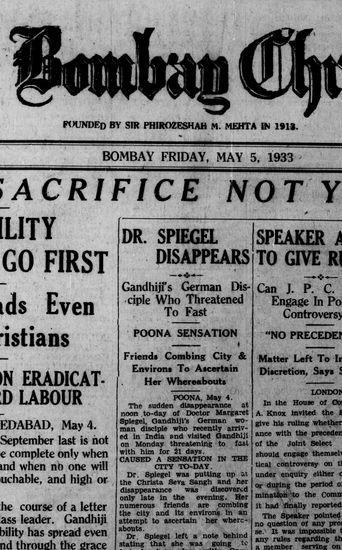 Bombay Chr
FOUNDED BY SIR PHIROZESHAH M. MEHTA IN 1913.
BOMBAY FRIDAY, MAY 5, 1933
SACRIFICE NOT Y
ILITY
GO FIRST
ads Even
ristians
ON ERADICAT-
RD LABOUR
EDABAD, May 4.
September last is not
be complete only when
and when no one will
ouchable, and high or
the course of a letter
lass leader. Gandhiji
bility has spread even
nd through the grace
DR. SPIEGEL
DISAPPEARS
Gandhiji's German Dis-
ciple Who Threatened
To Fast
POONA SENSATION
Friends Combing City &
Environs To Ascertain
Her Whereabouts
POONA, May 4.
The sudden disappearance at
noon to-day of Doctor Margaret
Spiegel, Gandhiji's German wo-
man disciple who recently arriv-
ed in India and visited Gandhiji
on Monday threatening to fast
with him for 21 days.
CAUSED A SENSATION IN THE
CITY TO-DAY.
Dr. Spiegel was putting up at
the Christa Seva Sangh and her
disappearance was discovered
only late in the evening. Her
numerous friends are combing
the city and its environs in an
attempt to ascertain her where-
abouts.
Dr. Spiegel left a note behind
stating that she was going to
SPEAKER A
TO GIVE RU
Can J. P. C.
Engage In Po
Controversy
"NO PRECEDEN
Matter Left To In
Discretion, Says S
LONDON
In the House of Co
A. Knox invited the S
give his ruling whether
ance with the preceden
of the Joint Select
should engage themselv
tical controversy on th
under enquiry either d
or during the period o
mination to the Commi
it had finally reported
The Speaker pointed
no question of any pro
se. It was impossible f
any rules regarding th
member serving on